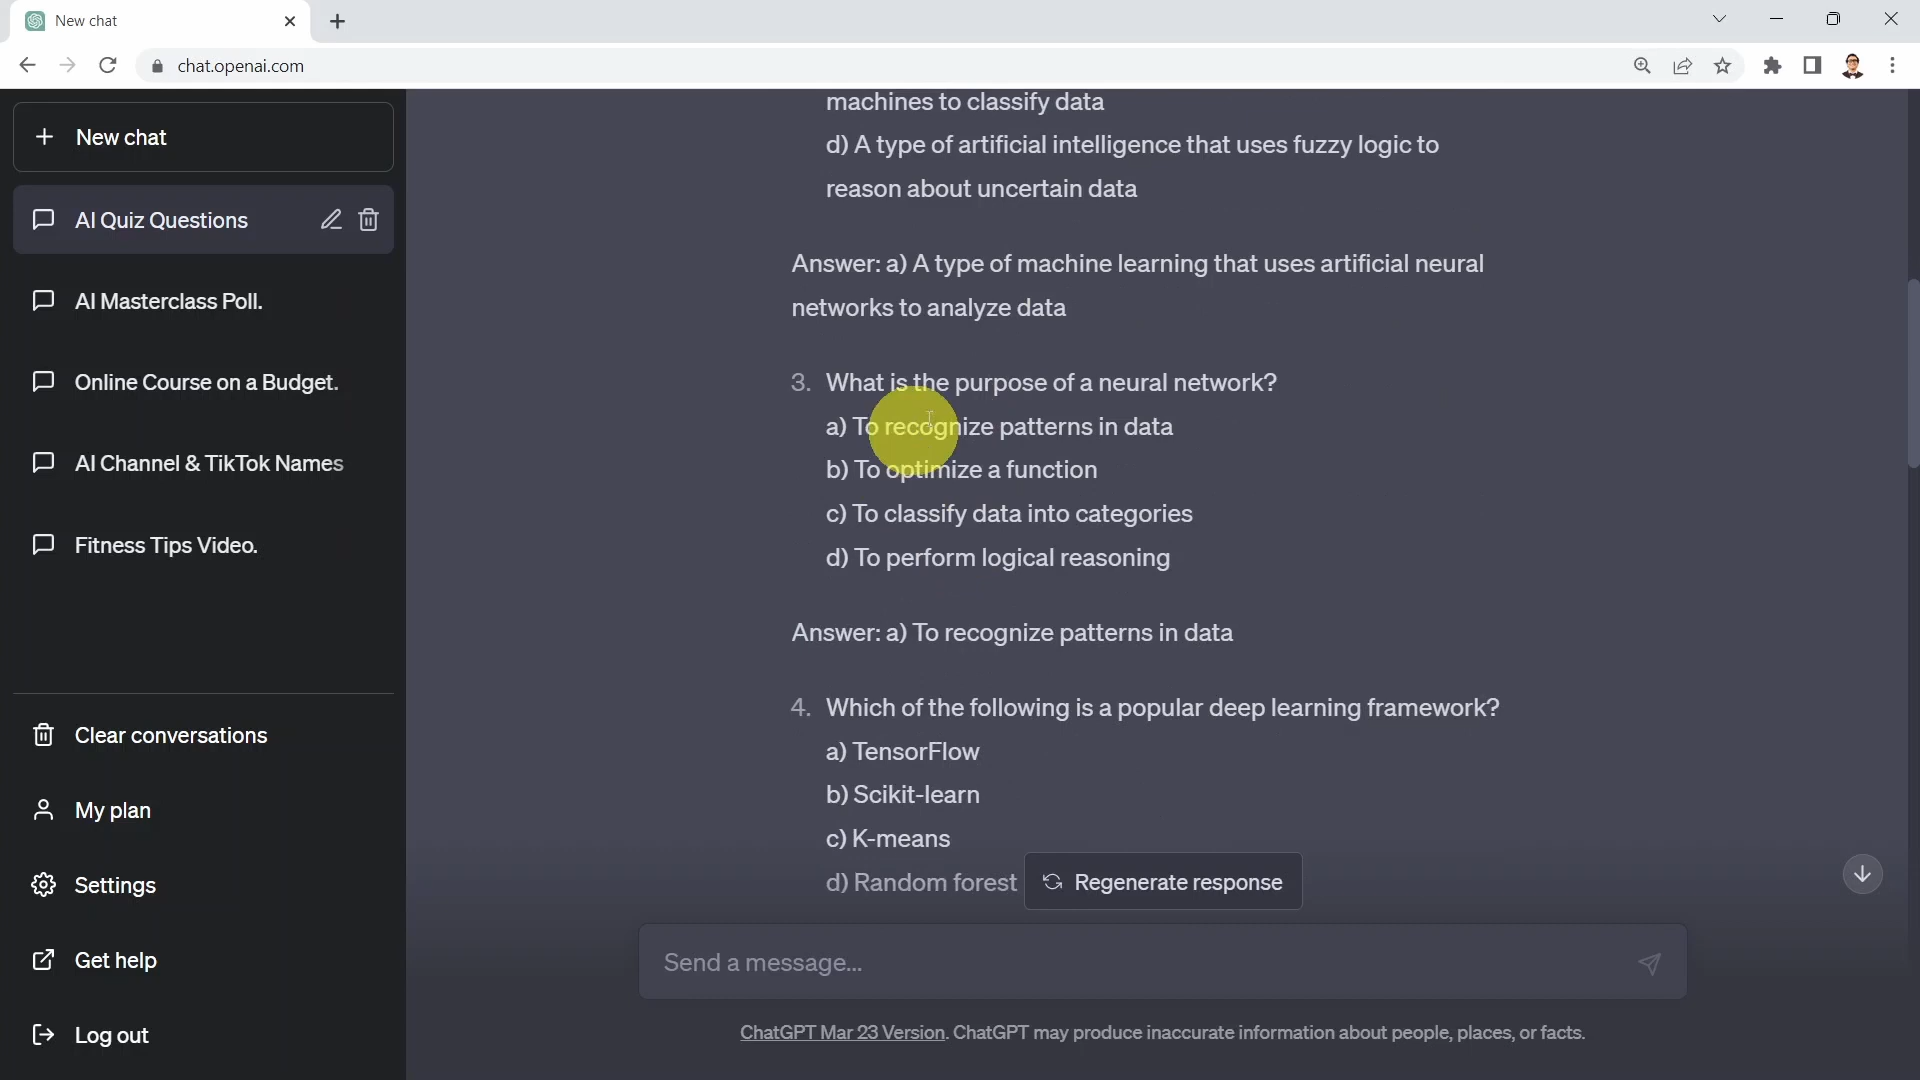 New chat
chat.openai.com
New chat
AI Quiz Questions
AI Masterclass Poll.
Online Course on a Budget.
AI Channel & TikTok Names
Fitness Tips Video.
Clear conversations
My plan
Settings
Get help
Log out
machines to classify data
d) A type of artificial intelligence that uses fuzzy logic to
reason about uncertain data
Answer: a) A type of machine learning that uses artificial neural
networks to analyze data
3. What is the purpose of a neural network?
a) To recognize patterns in data
b) To optimize a function
c) To classify data into categories
d) To perform logical reasoning
Answer: a) To recognize patterns in data
4. Which of the following is a popular deep learning framework?
a) TensorFlow
b) Scikit-learn
c) K-means
d) Random forest
Regenerate response
Send a message...
ChatGPT Mar 23 Version. ChatGPT may produce inaccurate information about people, places, or facts.